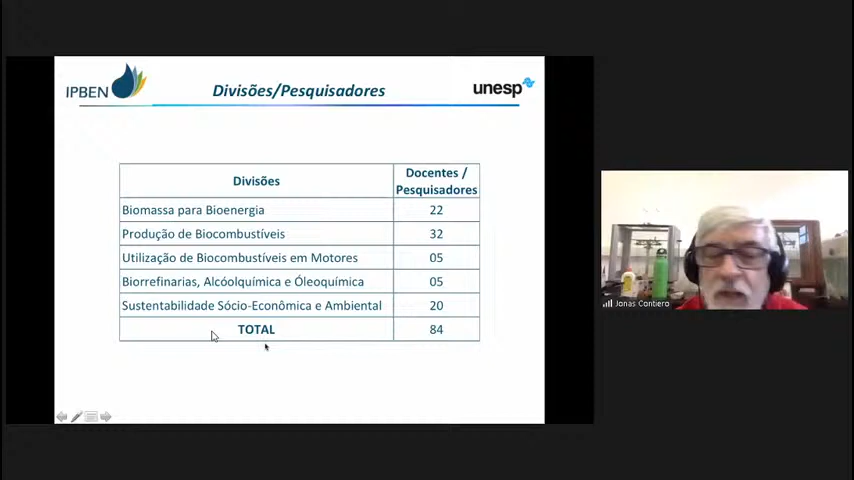 IPBEN
Divisões/Pesquisadores
unesp
Divisões
Docentes /
Pesquisadores
Biomassa para Bioenergia 22
Produção de Biocombustíveis 32
Utilização de Biocombustíveis em Motores 05
Biorrefinarias, Alcóolquímica e Óleoquímica 05
Sustentabilidade Sócio-Econômica e Ambiental 20
TOTAL 84
Jonas Contiero